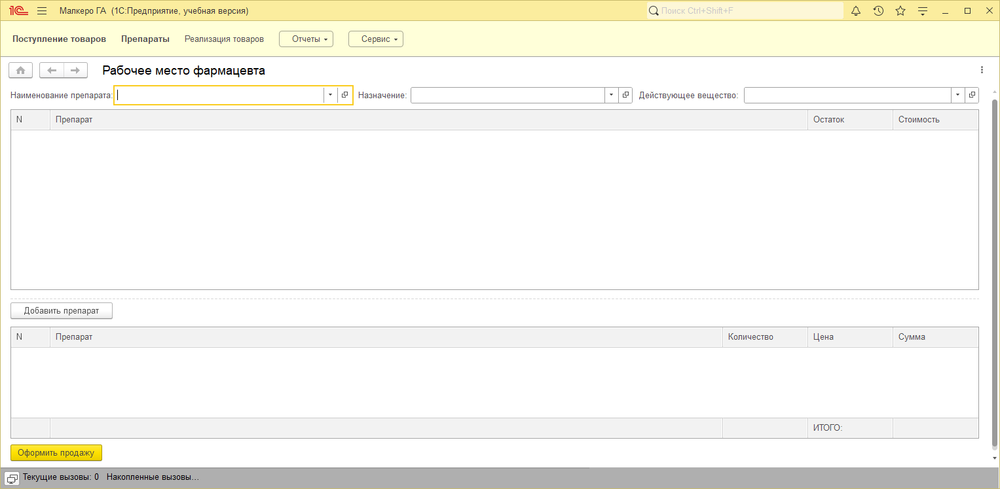 1С Малкеро ГА (1С:Предприятие, учебная версия) Поиск Ctrl+Shift+F
Поступление товаров Препараты Реализация товаров Отчеты Сервис
Рабочее место фармацевта
Наименование препарата: Назначение: Действующее вещество:
N Препарат Остаток Стоимость
Добавить препарат
N Препарат Количество Цена Сумма
ИТОГО:
Оформить продажу
Текущие вызовы: 0 Накопленные вызовы...